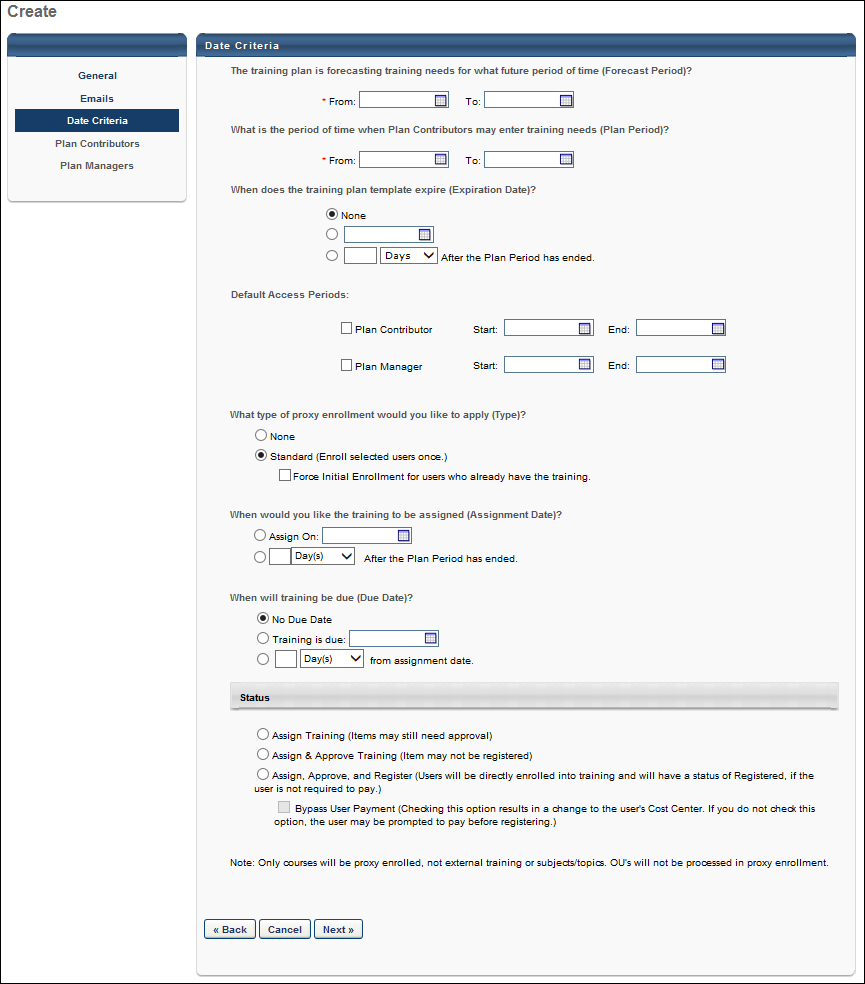 Create
General
Emails
Date Criteria
Plan Contributors
Plan Managers
Date Criteria
The training plan is forecasting training needs for what future period of time (Forecast Period)?
* From: To:
What is the period of time when Plan Contributors may enter training needs (Plan Period)?
* From: To:
When does the training plan template expire (Expiration Date)?
None
Days After the Plan Period has ended.
Default Access Periods:
Plan Contributor Start: End:
Plan Manager Start: End:
What type of proxy enrollment would you like to apply (Type)?
None
Standard (Enroll selected users once.)
Force Initial Enrollment for users who already have the training.
When would you like the training to be assigned (Assignment Date)?
Assign On:
Day(s) After the Plan Period has ended.
When will training be due (Due Date)?
No Due Date
Training is due:
Day(s) from assignment date.
Status
Assign Training (Items may still need approval)
Assign & Approve Training (Item may not be registered)
Assign, Approve, and Register (Users will be directly enrolled into training and will have a status of Registered, if the
user is not required to pay.)
Bypass User Payment (Checking this option results in a change to the user's Cost Center. If you do not check this
option, the user may be prompted to pay before registering.)
Note: Only courses will be proxy enrolled, not external training or subjects/topics. OU's will not be processed in proxy enrollment.
« Back Cancel Next »